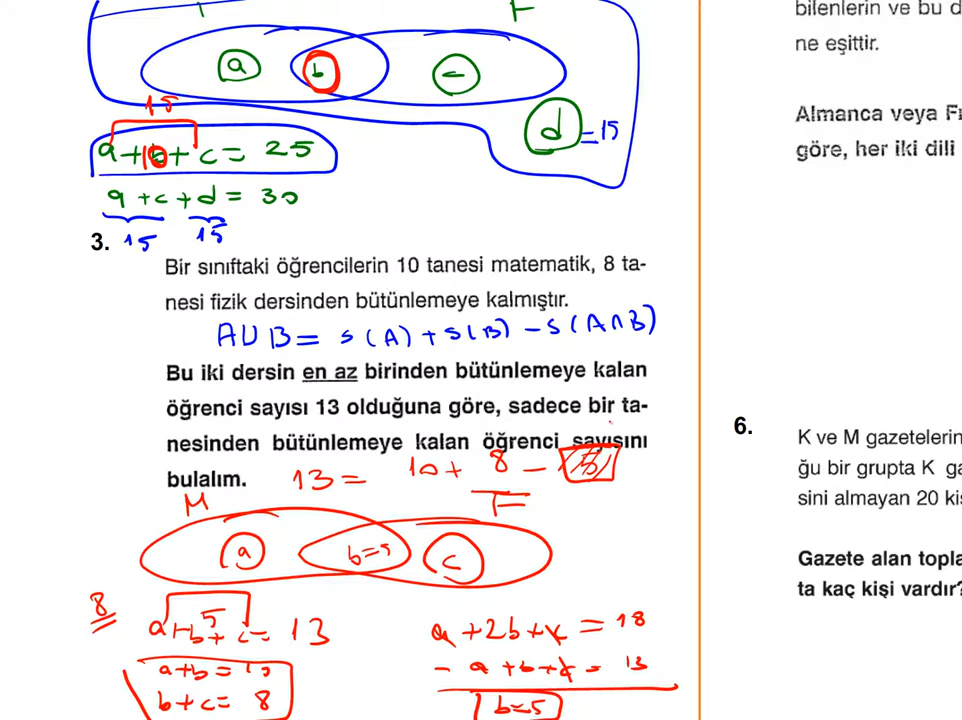 a b c
d = 15
15
a + 10 + c = 25
a + c + d = 30
15 15
3.
Bir sınıftaki öğrencilerin 10 tanesi matematik, 8 ta-
nesi fizik dersinden bütünlemeye kalmıştır.
A∪B = s(A) + s(B) - s(A∩B)
Bu iki dersin en az birinden bütünlemeye kalan
öğrenci sayısı 13 olduğuna göre, sadece bir ta-
nesinden bütünlemeye kalan öğrenci sayısını
bulalım.
13 = 10 + 8 -
M F
a b=5 c
8
5
a+b+c = 13
a+b = 10
b+c = 8
a + 2b + c = 18
- a + b + c = 13
b=5
bilenlerin ve bu d
ne eşittir.
Almanca veya F
göre, her iki dili
6.
K ve M gazetelerin
ğu bir grupta K ga
sini almayan 20 ki
Gazete alan topla
ta kaç kişi vardır?